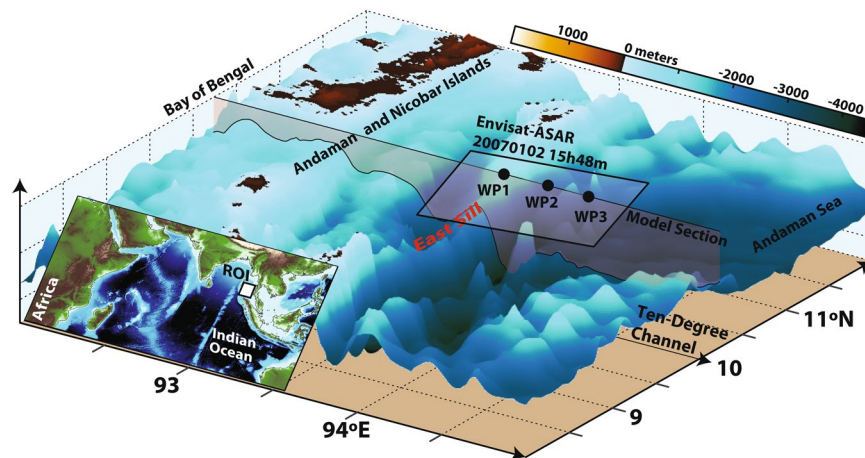 1000
0 meters
-2000
-3000
-4000
Bay of Bengal
Andaman and Nicobar Islands
Envisat-ASAR
20070102 15h48m
WP1
WP2
WP3
East Sill
Model Section
Andaman Sea
Ten-Degree
Channel
11ºN
10
9
94ºE
93
Africa
ROI
Indian
Ocean